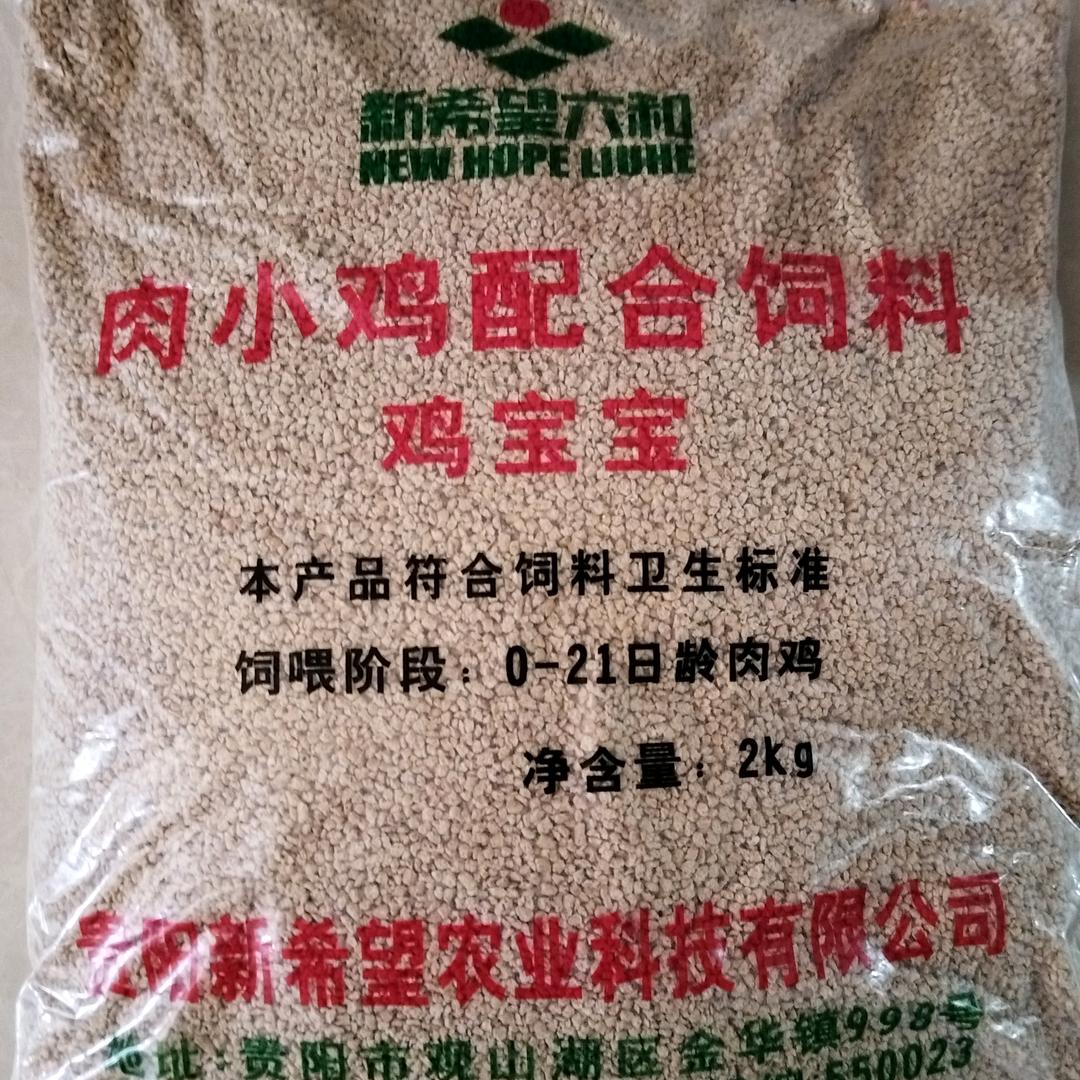 新希望六和
NEW HOPE LIUHE
肉小鸡配合饲料
鸡宝宝
本产品符合饲料卫生标准
饲喂阶段：0-21日龄肉鸡
净含量：2kg
贵阳新希望农业科技有限公司
地址：贵阳市观山湖区金华镇998号
550023